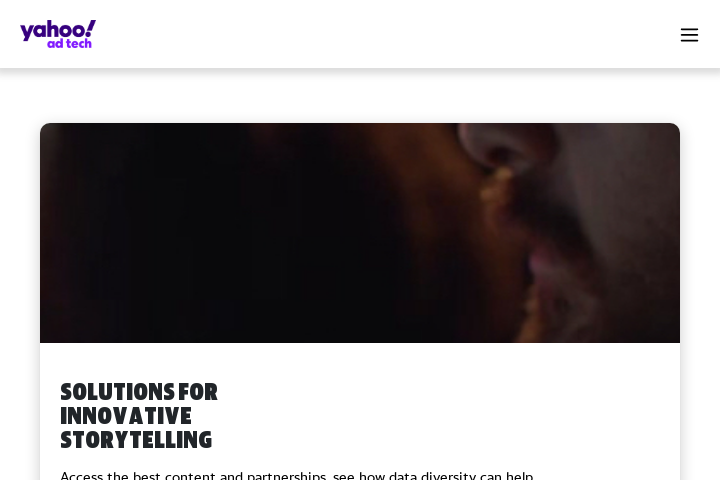 yahoo!
ad tech
SOLUTIONS FOR
INNOVATIVE
STORYTELLING
Access the best content and partnerships, see how data diversity can help